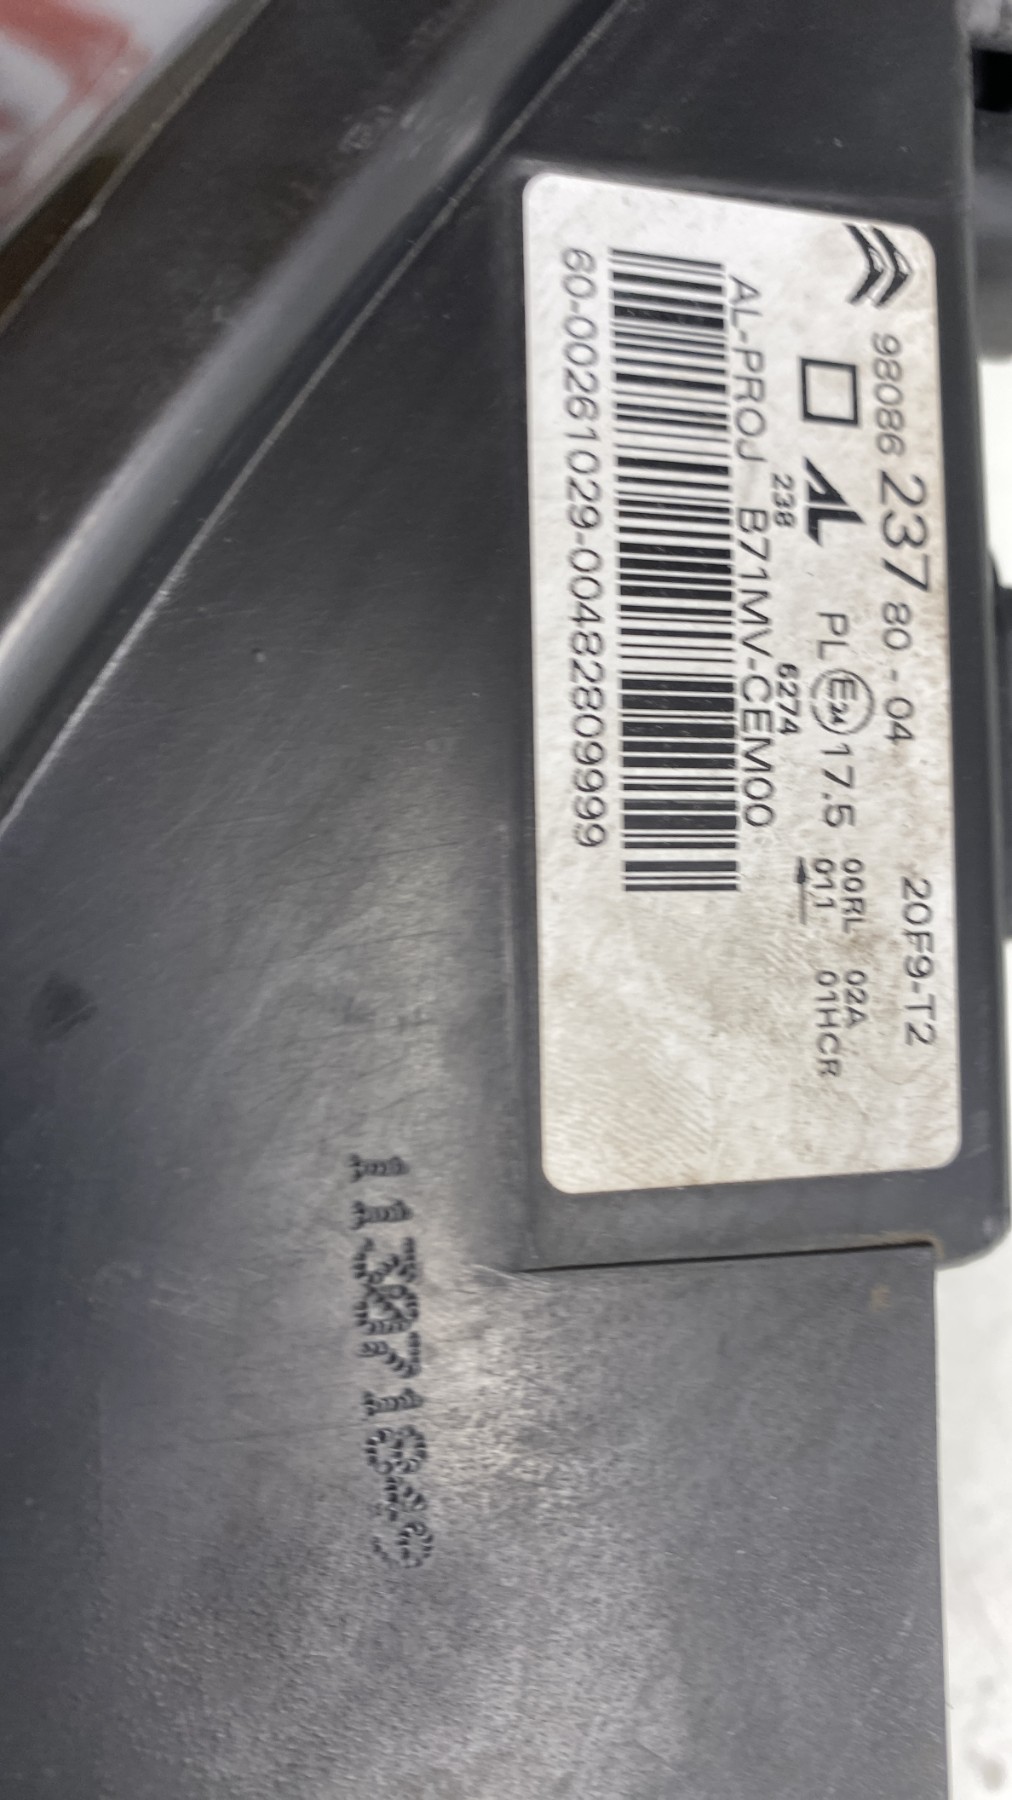 98086 237 80 - 04 20F9-T2
AL PL E24 17.5 00RL 02A
011 01HCR
238 6274
AL-PROJ B71MV-CEM00
60-00261029-00482809999